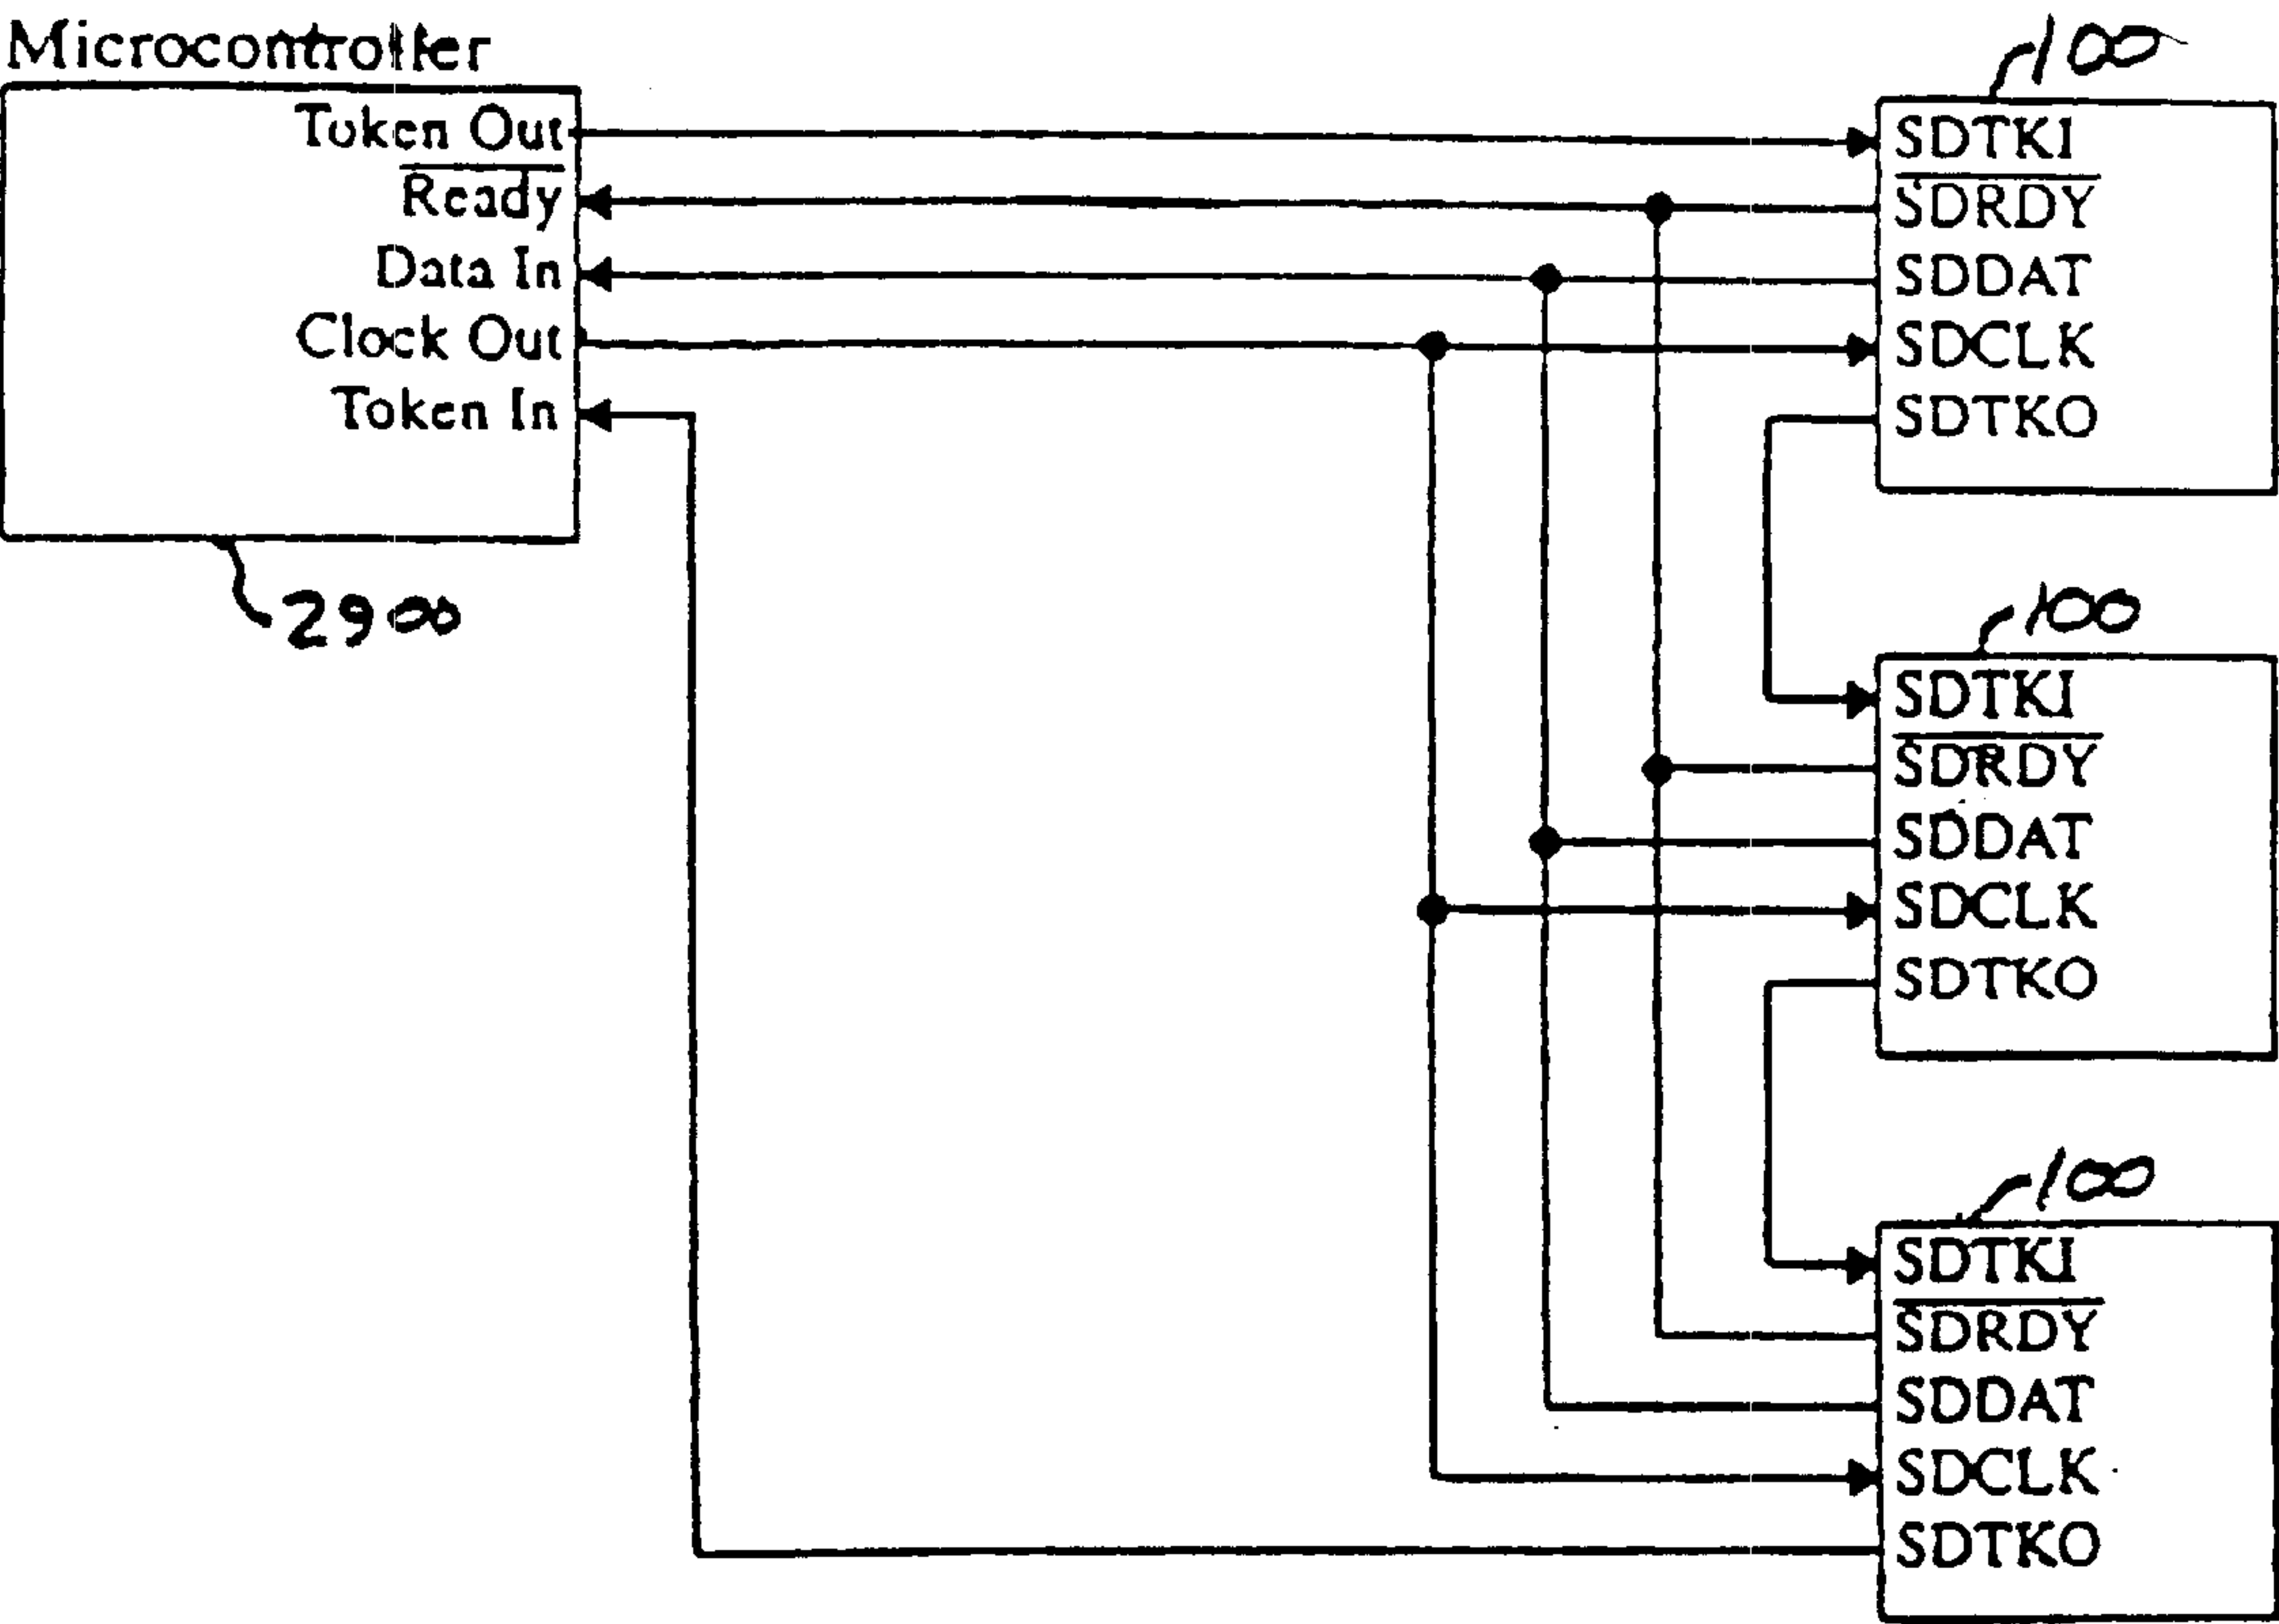 Microcontroller
Token Out
Ready
Data In
Clock Out
Token In
2900
100
SDTKI
SDRDY
SDDAT
SDCLK
SDTKO
100
SDTKI
SDRDY
SDDAT
SDCLK
SDTKO
100
SDTKI
SDRDY
SDDAT
SDCLK
SDTKO